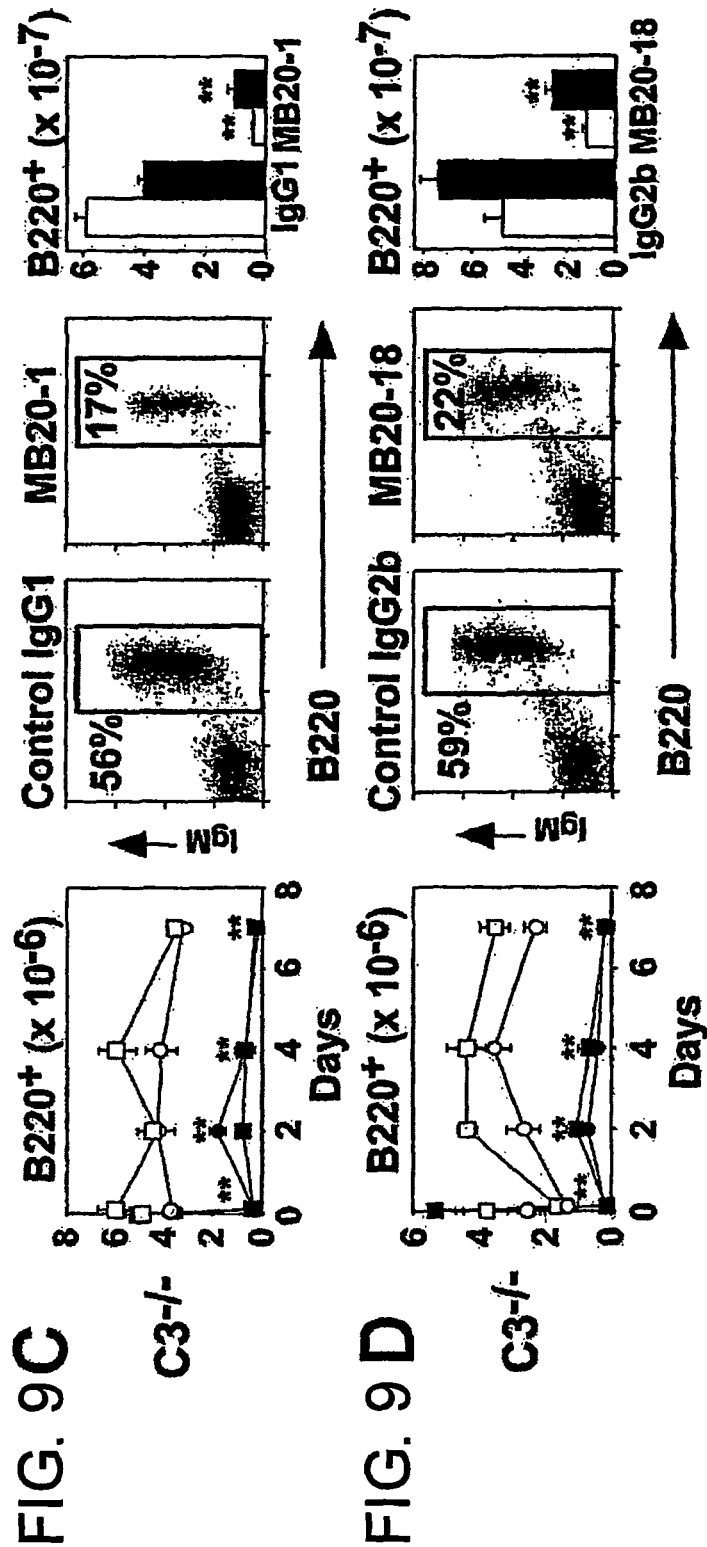 FIG. 9C
C3-/-
B220⁺ (x 10⁻⁶)
8
6
4
2
0
0 2 4 6 8
Days
** ** **
**
IgM
Control IgG1
56%
MB20-1
17%
B220
B220⁺ (x 10⁻⁷)
6
4
2
0
** **
IgG1 MB20-1
FIG. 9D
C3-/-
B220⁺ (x 10⁻⁶)
6
4
2
0
0 2 4 6 8
Days
** ** ** **
IgM
Control IgG2b
59%
MB20-18
22%
B220
B220⁺ (x 10⁻⁷)
8
6
4
2
0
** **
IgG2b MB20-18